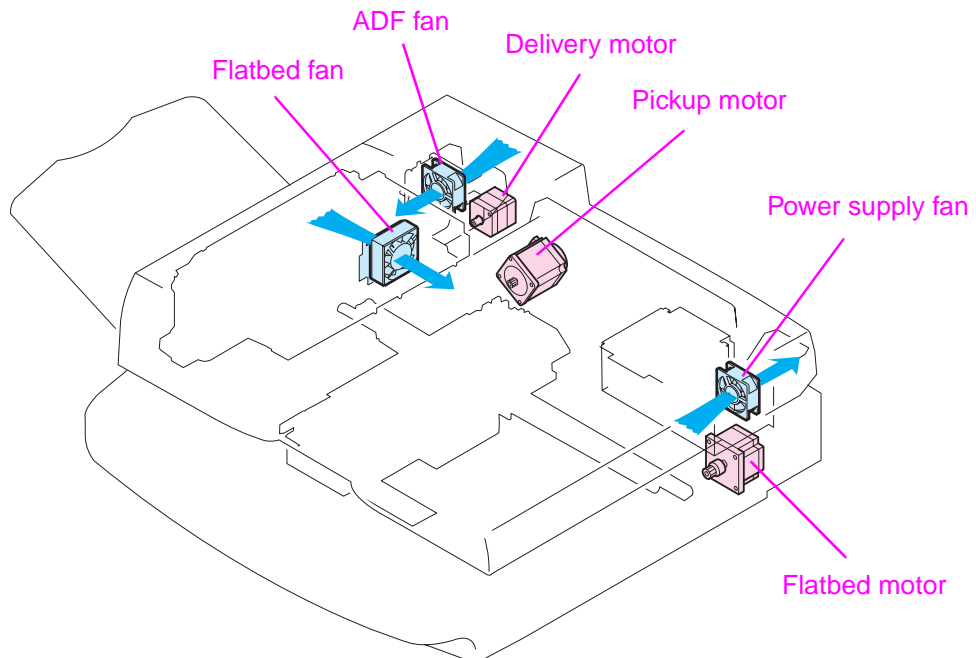 ADF fan
Delivery motor
Flatbed fan
Pickup motor
Power supply fan
Flatbed motor